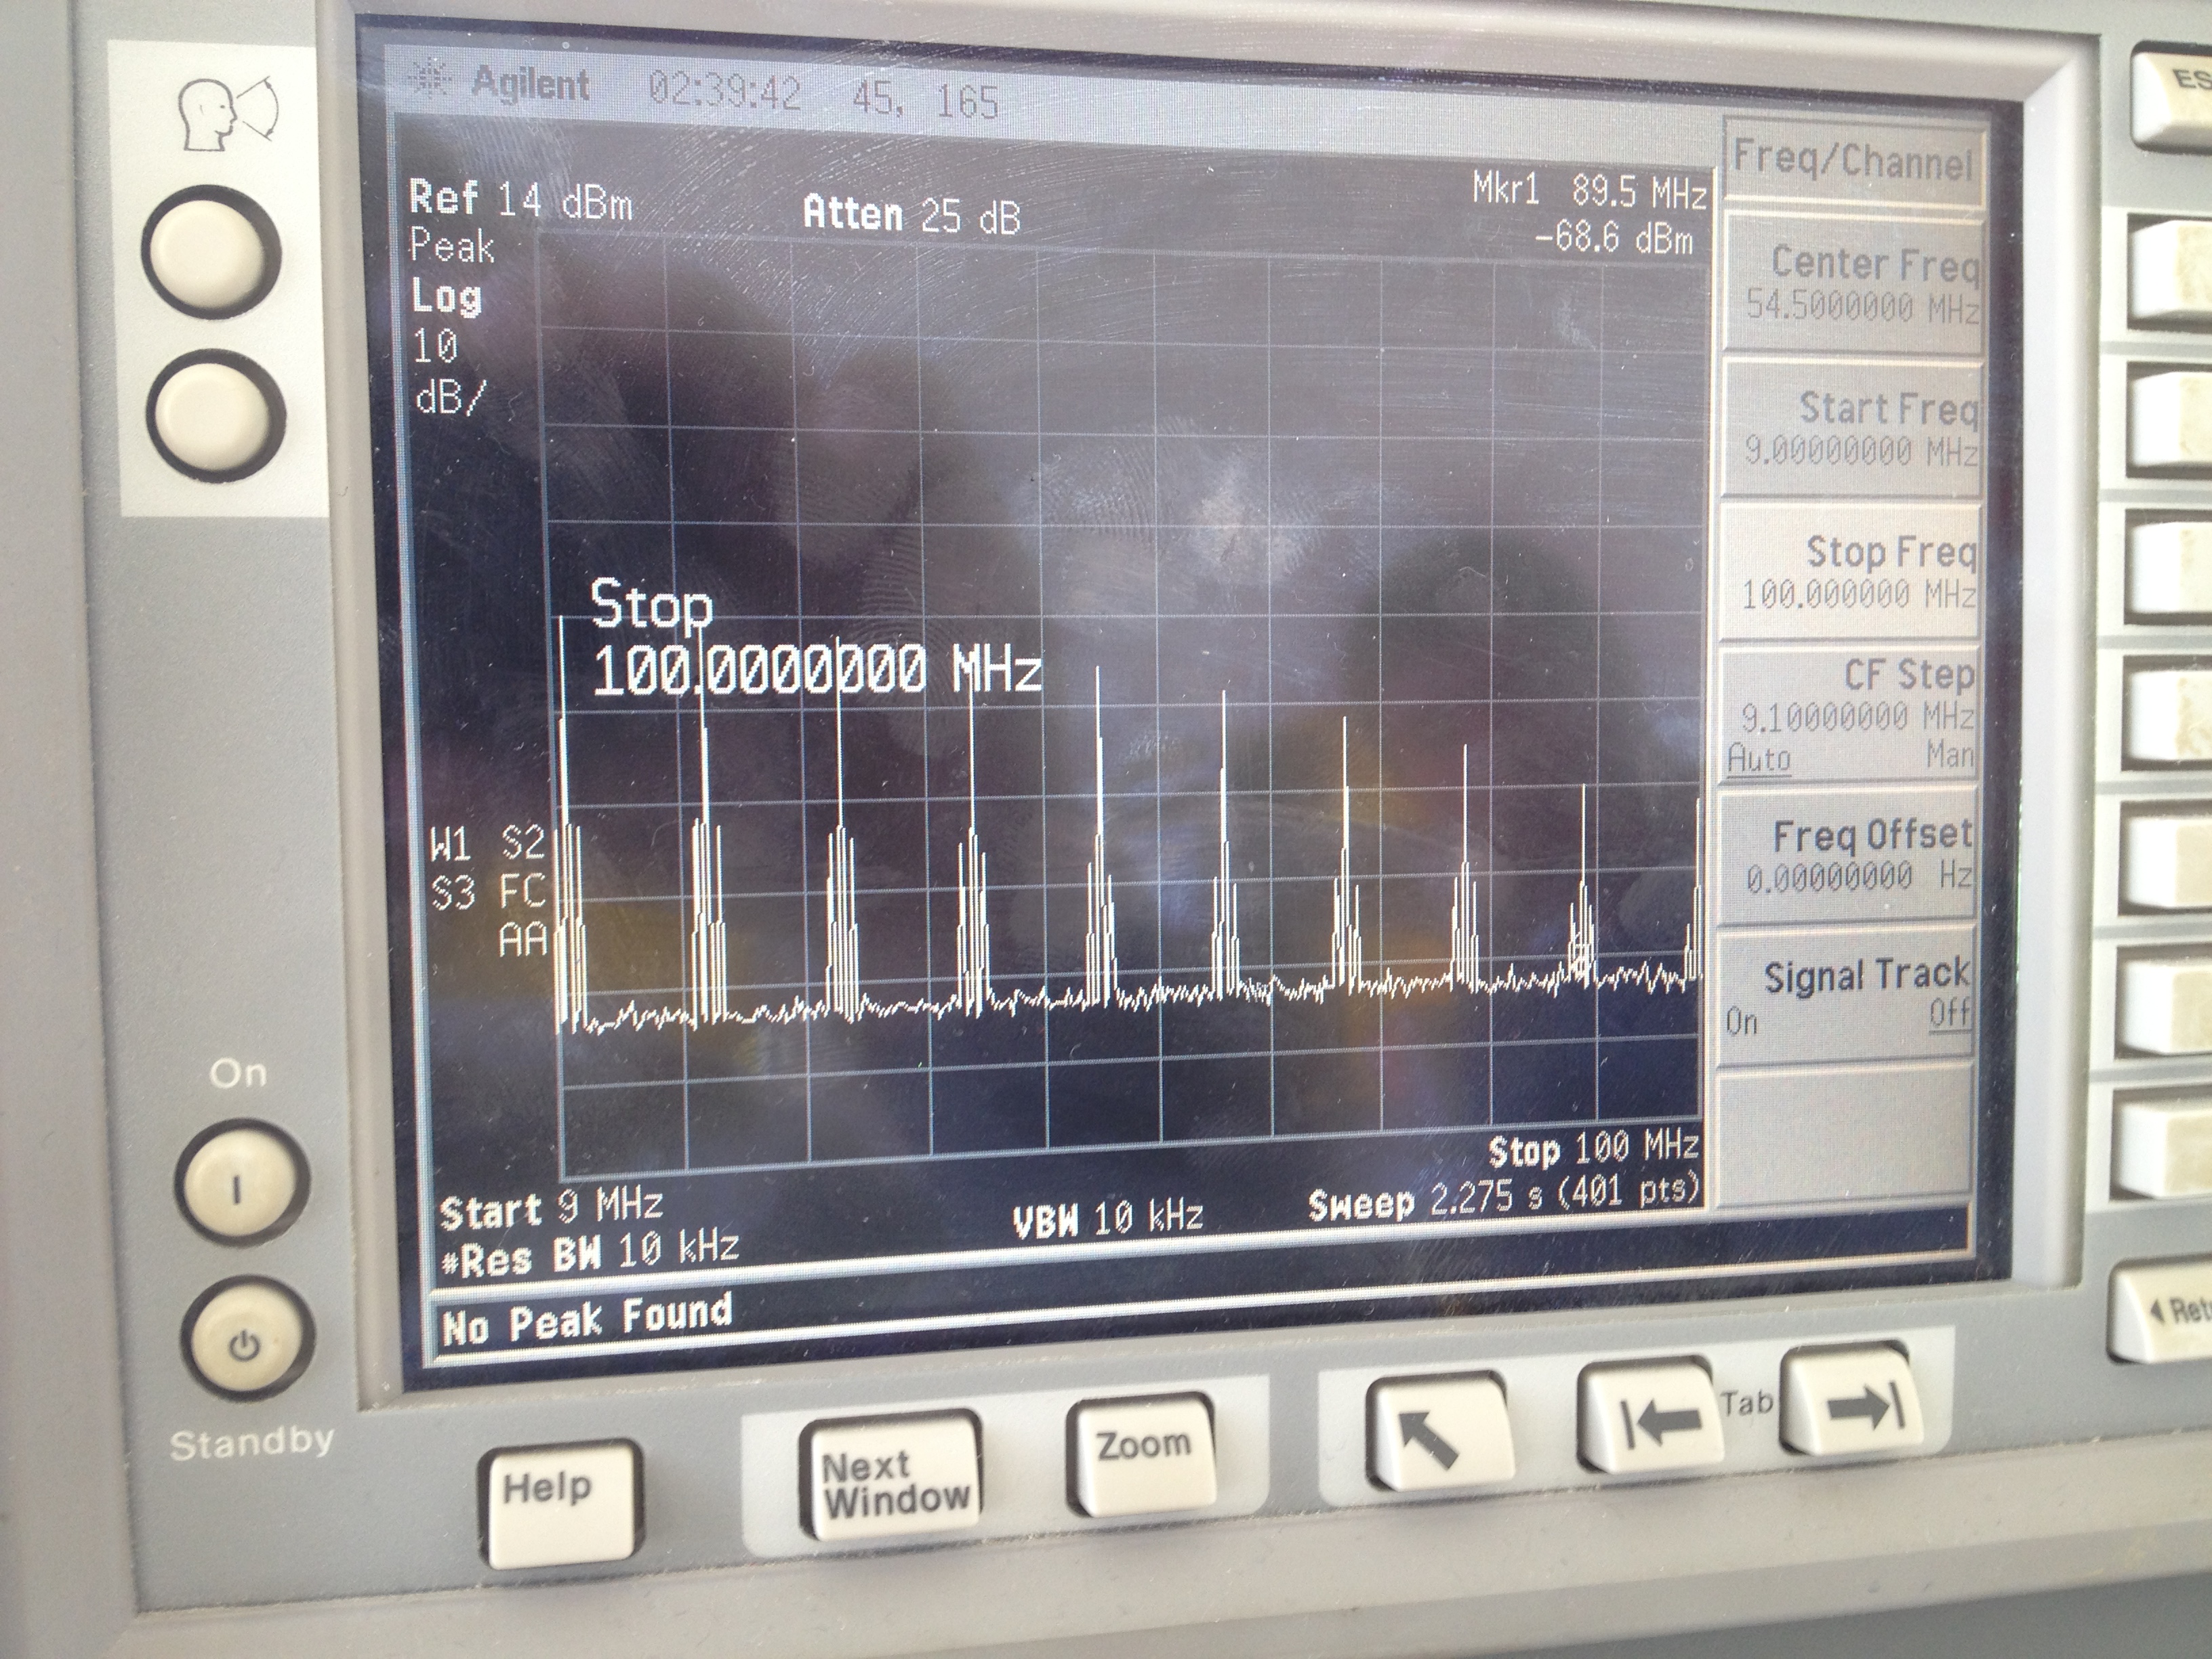 Agilent 02:39:42 45, 165
Ref 14 dBm Atten 25 dB
Mkr1 89.5 MHz
-68.6 dBm
Peak
Log
10
dB/
Stop
100.0000000 MHz
W1 S2
S3 FC
AA
Start 9 MHz
Stop 100 MHz
#Res BW 10 kHz VBW 10 kHz Sweep 2.275 s (401 pts)
No Peak Found
Freq/Channel
Center Freq
54.5000000 MHz
Start Freq
9.00000000 MHz
Stop Freq
100.000000 MHz
CF Step
9.10000000 MHz
Auto Man
Freq Offset
0.00000000 Hz
Signal Track
On Off
On
Standby
Help
Next
Window
Zoom
Tab